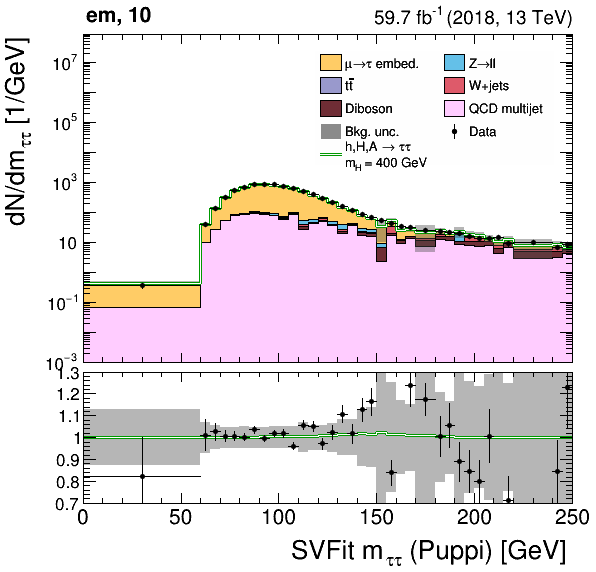 em, 10
59.7 fb⁻¹ (2018, 13 TeV)
dN/dm_ττ [1/GeV]
10⁷
10⁵
10³
10
10⁻¹
10⁻³
μ→τ embed.
Z→ll
tt̄
W+jets
Diboson
QCD multijet
Bkg. unc.
Data
h,H,A → ττ
m_H = 400 GeV
1.3
1.2
1.1
1
0.9
0.8
0.7
0
50
100
150
200
250
SVFit m_ττ (Puppi) [GeV]